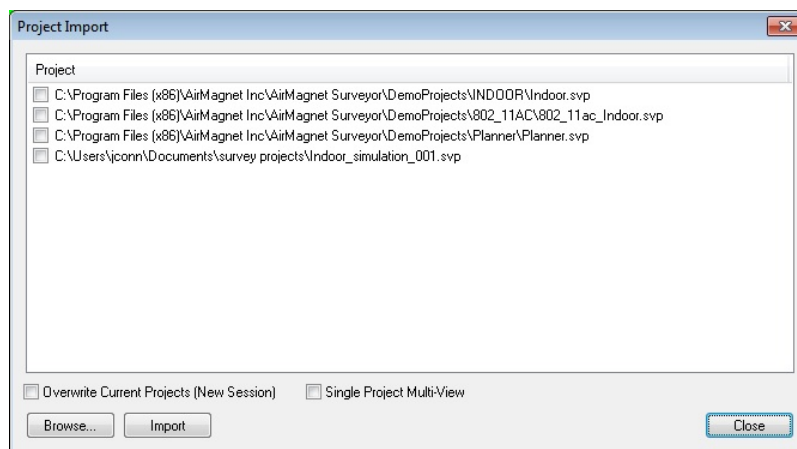 Project Import
Project
C:\Program Files (x86)\AirMagnet Inc\AirMagnet Surveyor\DemoProjects\INDOOR\Indoor.svp
C:\Program Files (x86)\AirMagnet Inc\AirMagnet Surveyor\DemoProjects\802_11AC\802_11ac_Indoor.svp
C:\Program Files (x86)\AirMagnet Inc\AirMagnet Surveyor\DemoProjects\Planner\Planner.svp
C:\Users\jconn\Documents\survey projects\Indoor_simulation_001.svp
Overwrite Current Projects (New Session) Single Project Multi-View
Browse... Import Close